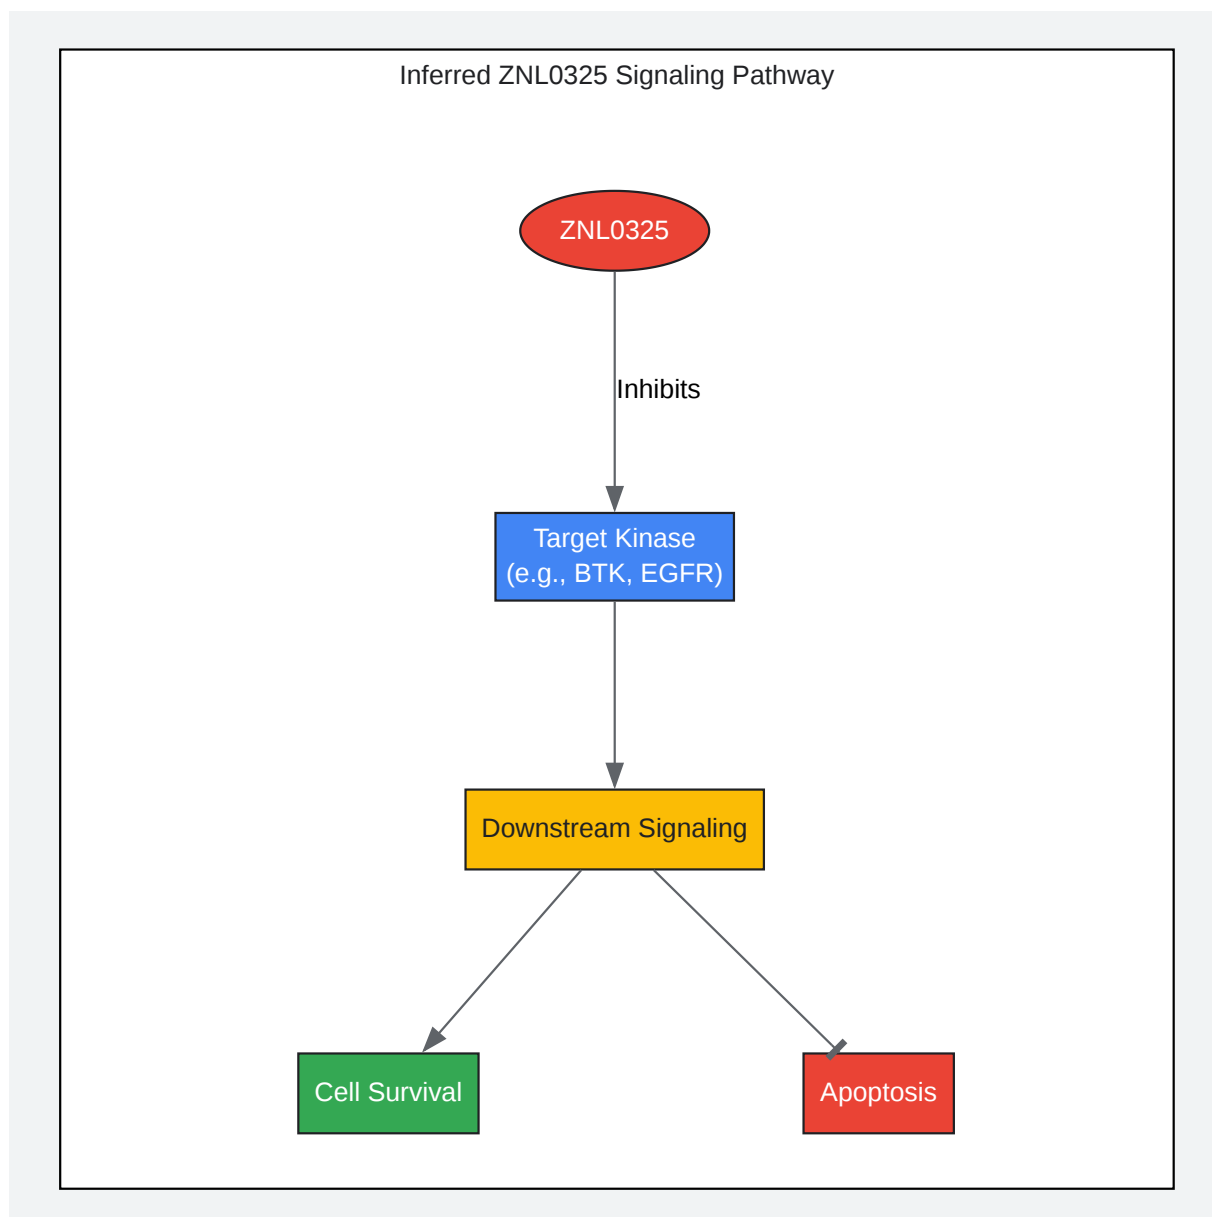 Inferred ZNL0325 Signaling Pathway
ZNL0325
Inhibits
Target Kinase
(e.g., BTK, EGFR)
Downstream Signaling
Cell Survival
Apoptosis